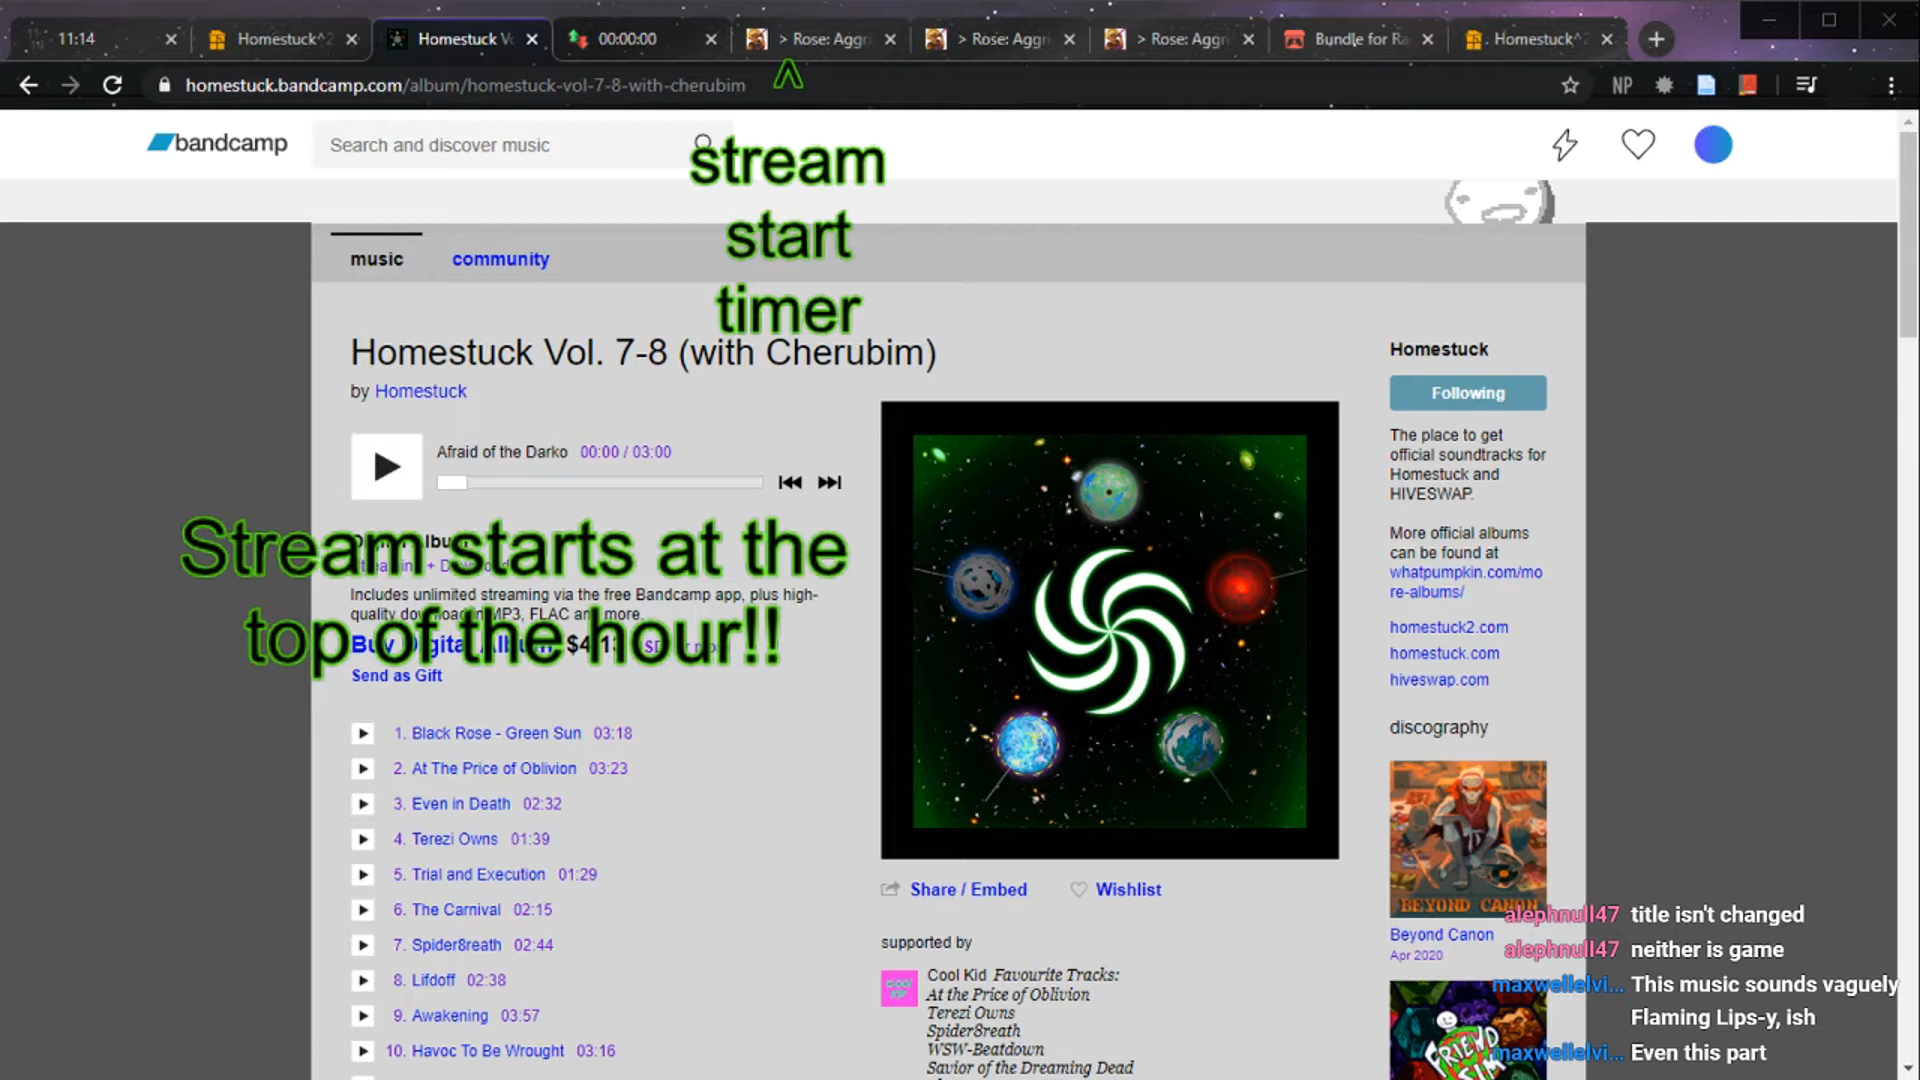 11:14
Homestuck^2
Homestuck Vo
00:00:00
> Rose: Aggr
> Rose: Aggr
> Rose: Aggr
Bundle for Ra
Homestuck^2
homestuck.bandcamp.com/album/homestuck-vol-7-8-with-cherubim
NP
^
bandcamp
Search and discover music
stream
start
timer
music
community
Homestuck Vol. 7-8 (with Cherubim)
by Homestuck
Afraid of the Darko 00:00 / 03:00
Stream starts at the
top of the hour!!
Includes unlimited streaming via the free Bandcamp app, plus high-
Send as Gift
1. Black Rose - Green Sun 03:18
2. At The Price of Oblivion 03:23
3. Even in Death 02:32
4. Terezi Owns 01:39
5. Trial and Execution 01:29
6. The Carnival 02:15
7. Spider8reath 02:44
8. Lifdoff 02:38
9. Awakening 03:57
10. Havoc To Be Wrought 03:16
Share / Embed
Wishlist
supported by
Cool Kid Favourite Tracks:
At the Price of Oblivion
Terezi Owns
Spider8reath
WSW-Beatdown
Savior of the Dreaming Dead
Homestuck
Following
The place to get
official soundtracks for
Homestuck and
HIVESWAP.
More official albums
can be found at
whatpumpkin.com/mo
re-albums/
homestuck2.com
homestuck.com
hiveswap.com
discography
BEYOND CANON
Beyond Canon
Apr 2020
FRIEND
SIM
alephnull47 title isn't changed
alephnull47 neither is game
maxwellelvi... This music sounds vaguely
Flaming Lips-y, ish
maxwellelvi... Even this part